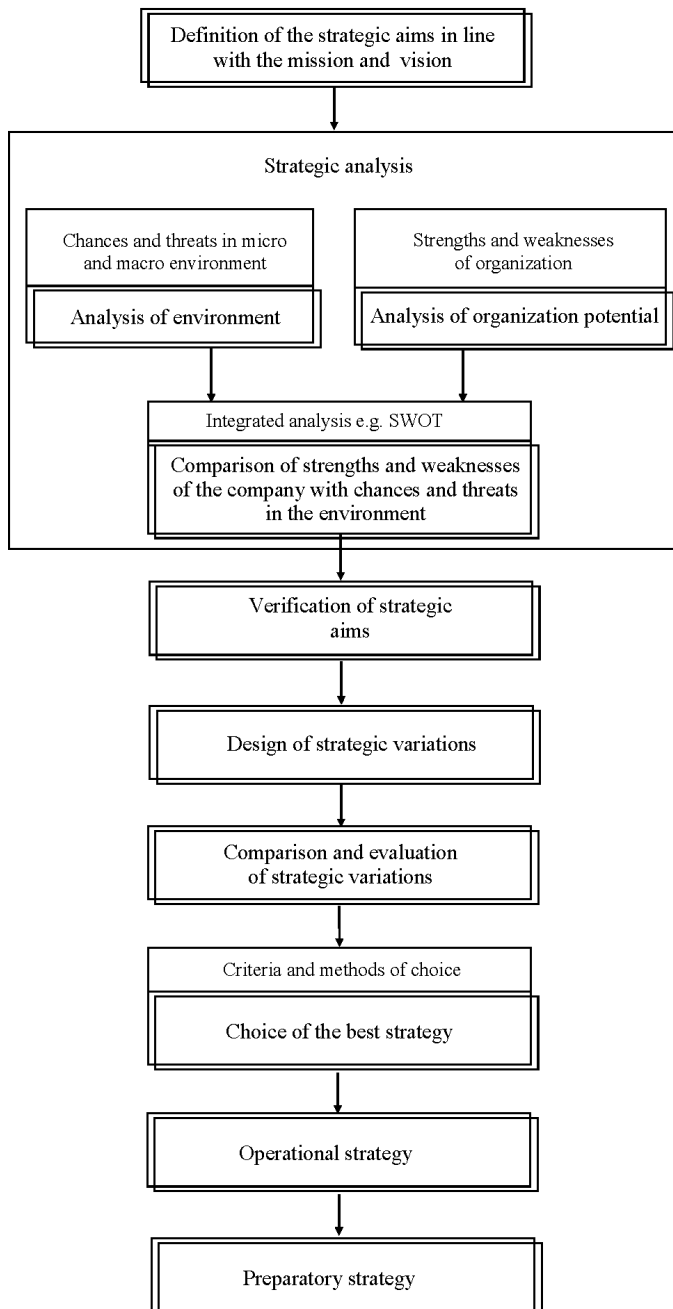 Definition of the strategic aims in line
with the mission and vision
Strategic analysis
Chances and threats in micro
and macro environment
Analysis of environment
Strengths and weaknesses
of organization
Analysis of organization potential
Integrated analysis e.g. SWOT
Comparison of strengths and weaknesses
of the company with chances and threats
in the environment
Verification of strategic
aims
Design of strategic variations
Comparison and evaluation
of strategic variations
Criteria and methods of choice
Choice of the best strategy
Operational strategy
Preparatory strategy